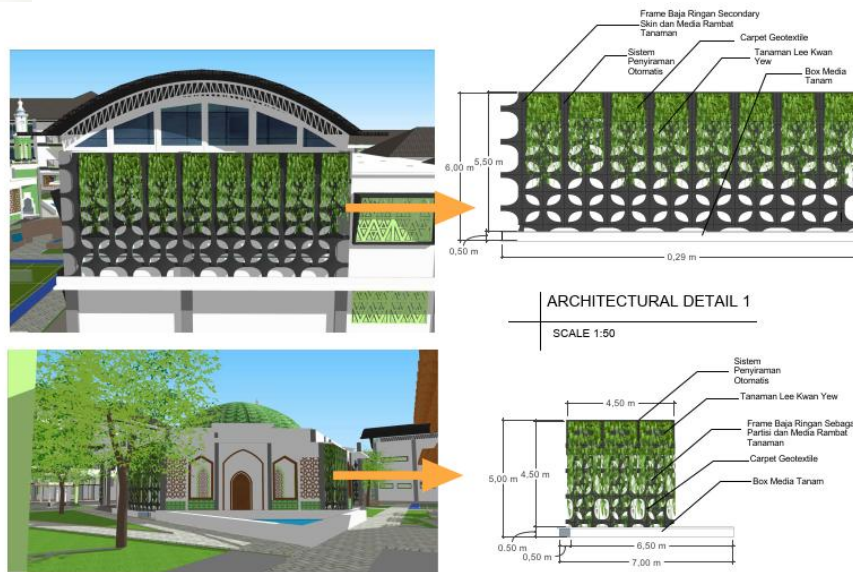 Frame Baja Ringan Secondary
Skin dan Media Rambat
Tanaman
Carpet Geotextile
Sistem
Penyiraman
Otomatis
Tanaman Lee Kwan
Yew
Box Media
Tanam
6,00 m
5,50 m
0,50 m
0,29 m
ARCHITECTURAL DETAIL 1
SCALE 1:50
Sistem
Penyiraman
Otomatis
4,50 m
Tanaman Lee Kwan Yew
Frame Baja Ringan Sebaga
Partisi dan Media Rambat
Tanaman
Carpet Geotextile
Box Media Tanam
5,00 m
4,50 m
0.50 m
0,50 m
6,50 m
7,00 m